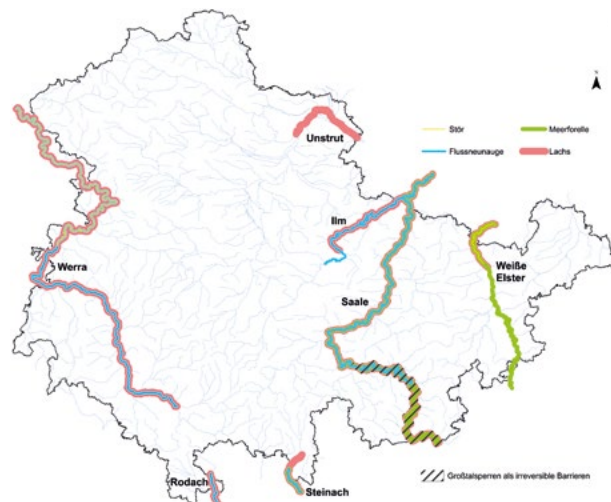 N
Unstrut
Stör
Meerforelle
Flussneunauge
Lachs
Ilm
Werra
Weiße
Elster
Saale
Rodach
Steinach
Großtalsperren als irreversible Barrieren